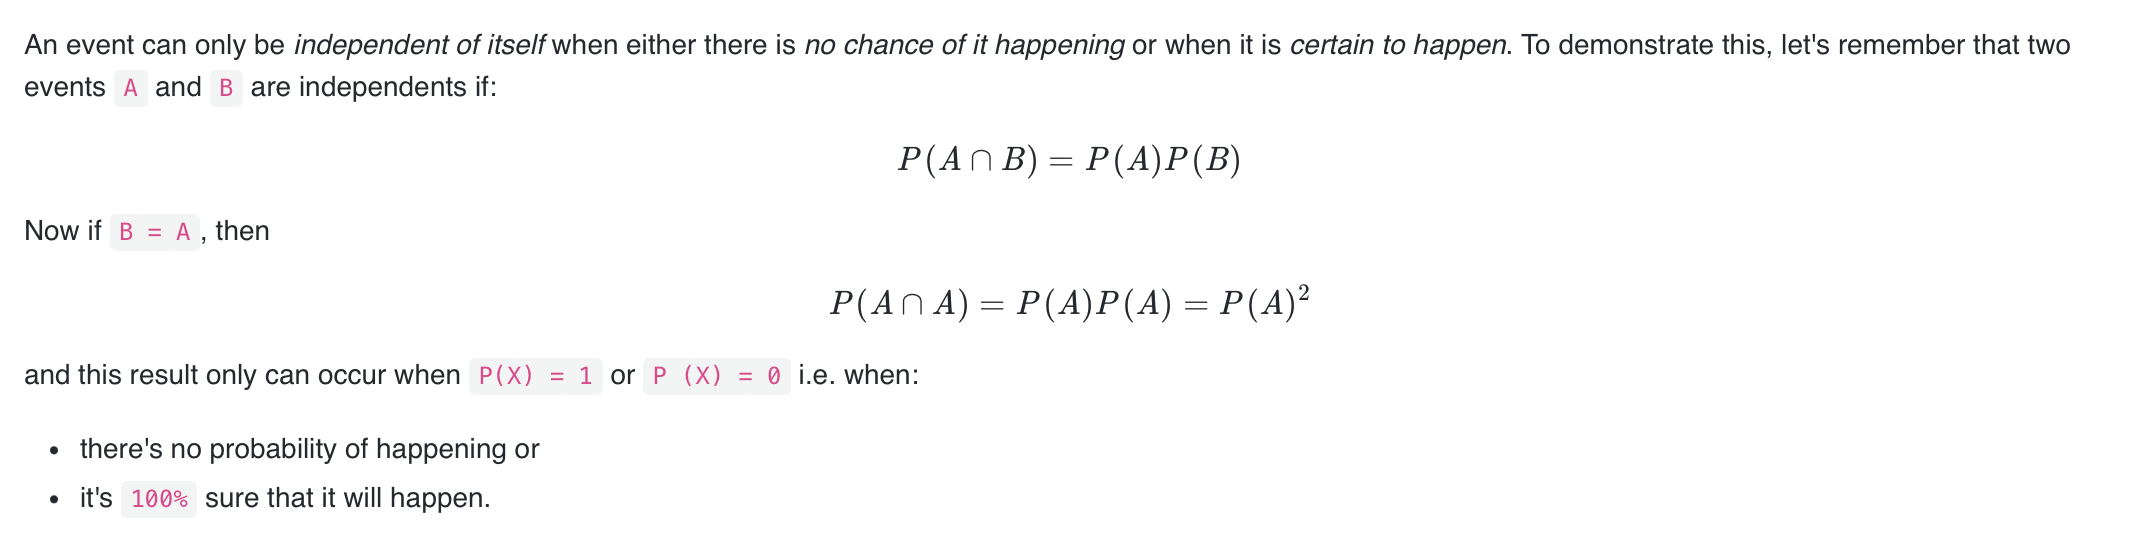 An event can only be independent of itself when either there is no chance of it happening or when it is certain to happen. To demonstrate this, let's remember that two
events A and B are independents if:
P(A ∩ B) = P(A)P(B)
Now if B = A , then
P(A ∩ A) = P(A)P(A) = P(A)²
and this result only can occur when P(X) = 1 or P (X) = 0 i.e. when:
• there's no probability of happening or
• it's 100% sure that it will happen.